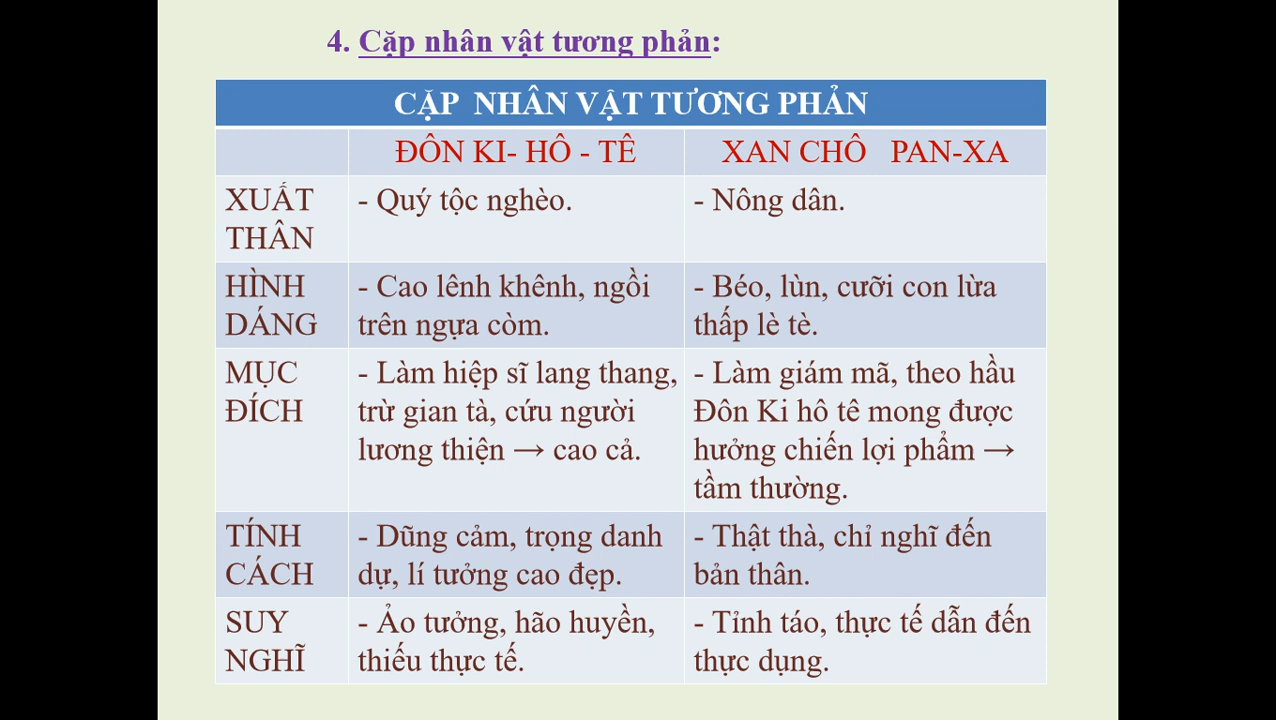 4. Cặp nhân vật tương phản:
CẶP NHÂN VẬT TƯƠNG PHẢN
ĐÔN KI- HÔ - TÊ
XAN CHÔ PAN-XA
XUẤT
THÂN
- Quý tộc nghèo.
- Nông dân.
HÌNH
DÁNG
- Cao lênh khênh, ngồi
trên ngựa còm.
- Béo, lùn, cưỡi con lừa
thấp lè tè.
MỤC
ĐÍCH
- Làm hiệp sĩ lang thang,
trừ gian tà, cứu người
lương thiện → cao cả.
- Làm giám mã, theo hầu
Đôn Ki hô tê mong được
hưởng chiến lợi phẩm →
tầm thường.
TÍNH
CÁCH
- Dũng cảm, trọng danh
dự, lí tưởng cao đẹp.
- Thật thà, chỉ nghĩ đến
bản thân.
SUY
NGHĨ
- Ảo tưởng, hão huyền,
thiếu thực tế.
- Tỉnh táo, thực tế dẫn đến
thực dụng.